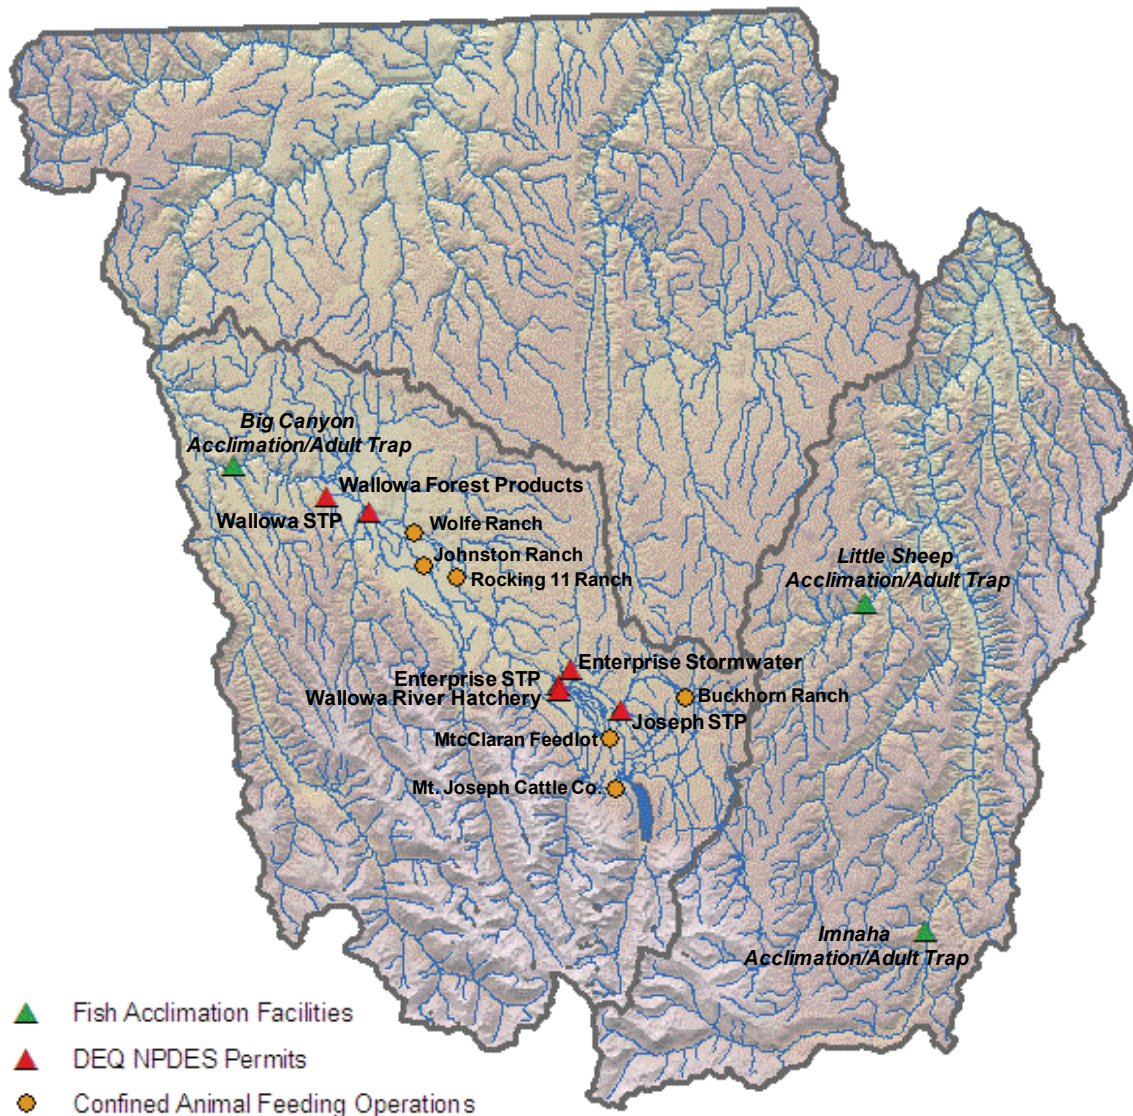 Big Canyon
Acclimation/Adult Trap
Wallowa Forest Products
Wallowa STP
Wolfe Ranch
Johnston Ranch
Rocking 11 Ranch
Little Sheep
Acclimation/Adult Trap
Enterprise Stormwater
Enterprise STP
Wallowa River Hatchery
Buckhorn Ranch
Joseph STP
MtcClaran Feedlot
Mt. Joseph Cattle Co.
Imnaha
Acclimation/Adult Trap
Fish Acclimation Facilities
DEQ NPDES Permits
Confined Animal Feeding Operations